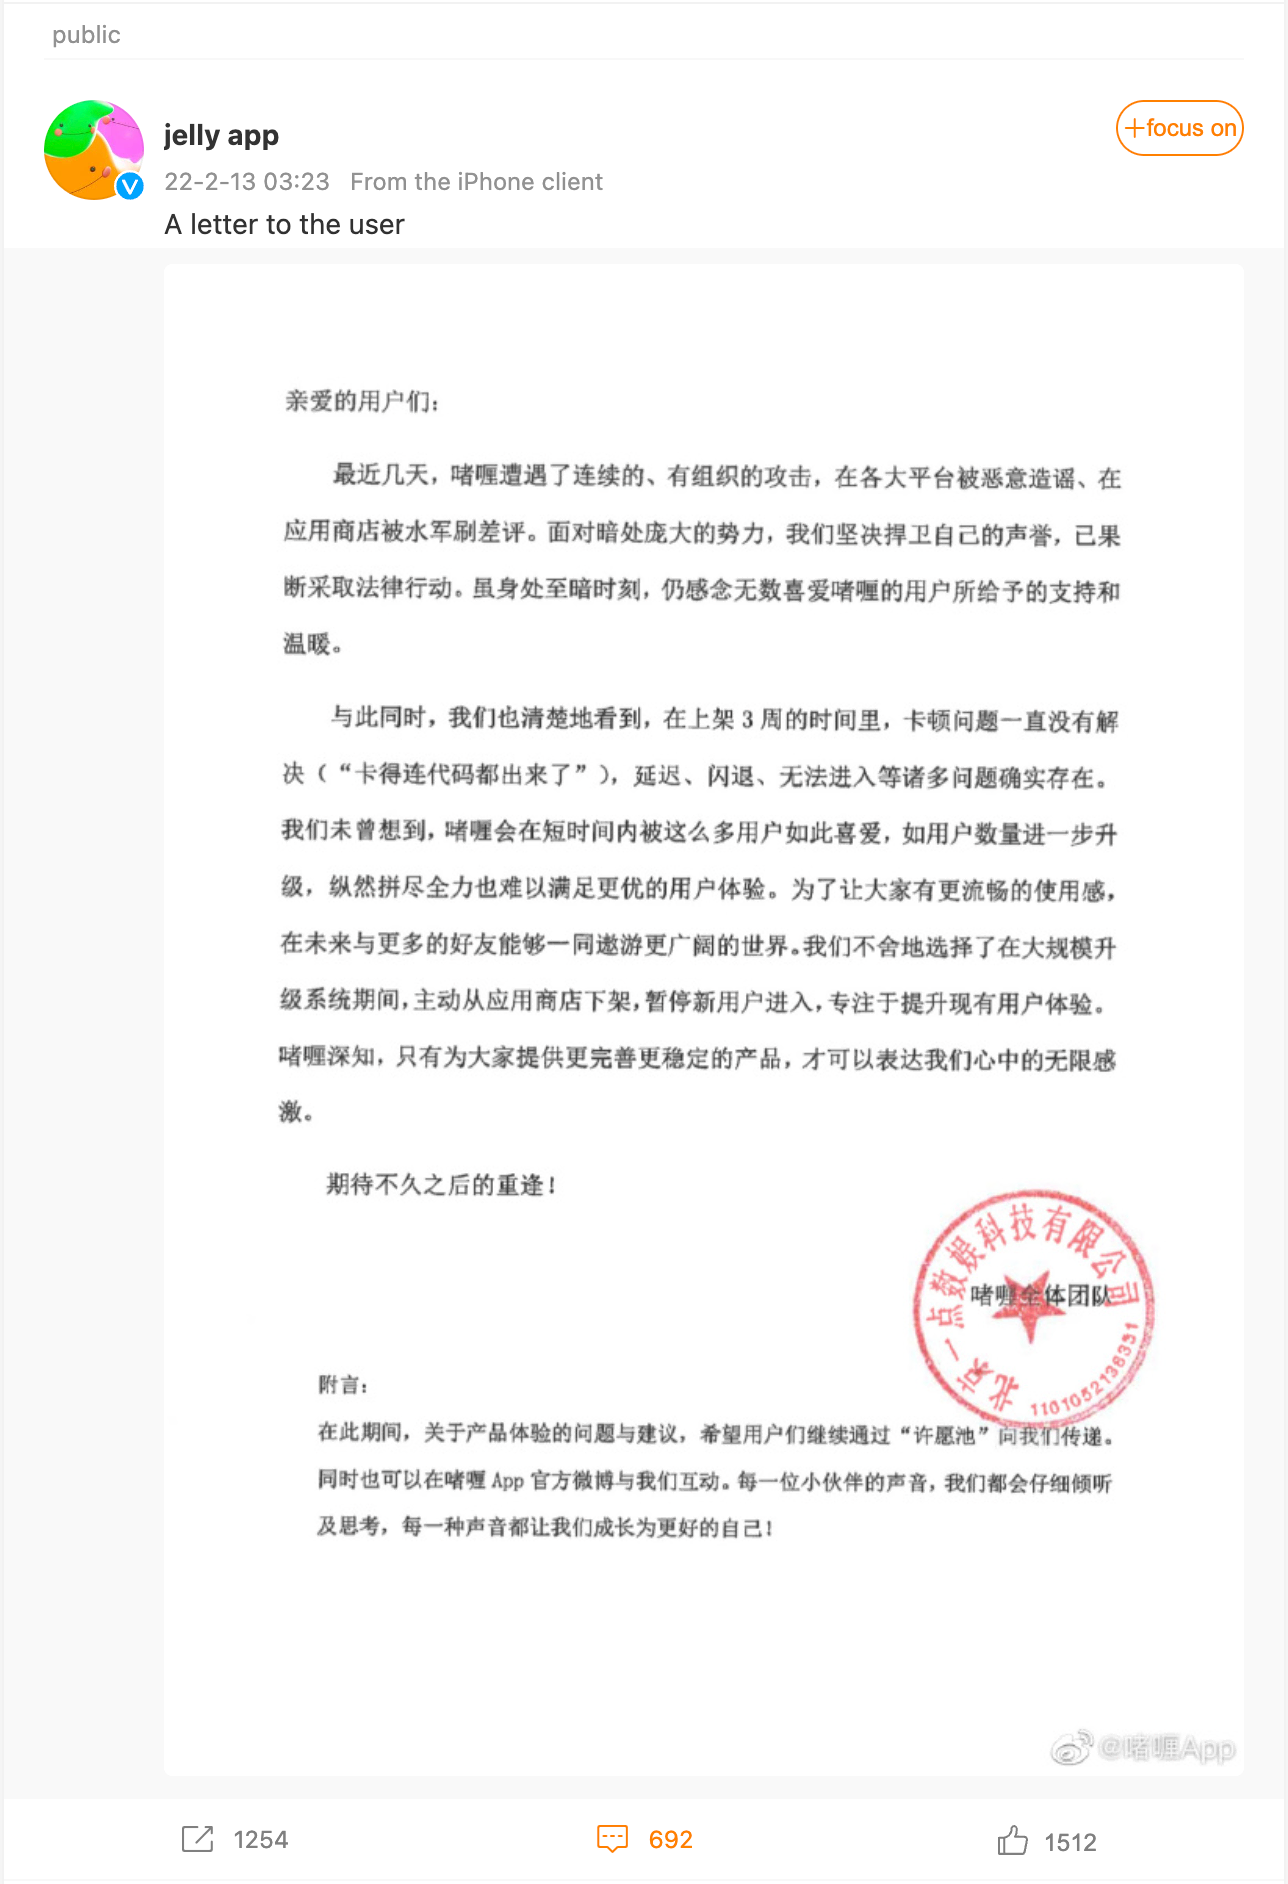 public
jelly app
+focus on
22-2-13 03:23 From the iPhone client
A letter to the user
亲爱的用户们：
最近几天，啫喱遭遇了连续的、有组织的攻击，在各大平台被恶意造谣、在
应用商店被水军刷差评。面对暗处庞大的势力，我们坚决捍卫自己的声誉，已果
断采取法律行动。虽身处至暗时刻，仍感念无数喜爱啫喱的用户所给予的支持和
温暖。
与此同时，我们也清楚地看到，在上架 3 周的时间里，卡顿问题一直没有解
决（“卡得连代码都出来了”），延迟、闪退、无法进入等诸多问题确实存在。
我们未曾想到，啫喱会在短时间内被这么多用户如此喜爱，如用户数量进一步升
级，纵然拼尽全力也难以满足更优的用户体验。为了让大家有更流畅的使用感，
在未来与更多的好友能够一同遨游更广阔的世界。我们不舍地选择了在大规模升
级系统期间，主动从应用商店下架，暂停新用户进入，专注于提升现有用户体验。
啫喱深知，只有为大家提供更完善更稳定的产品，才可以表达我们心中的无限感
激。
期待不久之后的重逢！
北京一点数娱科技有限公司
啫喱全体团队
1101052138351
附言：
在此期间，关于产品体验的问题与建议，希望用户们继续通过“许愿池”向我们传递。
同时也可以在啫喱 App 官方微博与我们互动。每一位小伙伴的声音，我们都会仔细倾听
及思考，每一种声音都让我们成长为更好的自己！
@啫喱App
1254
692
1512